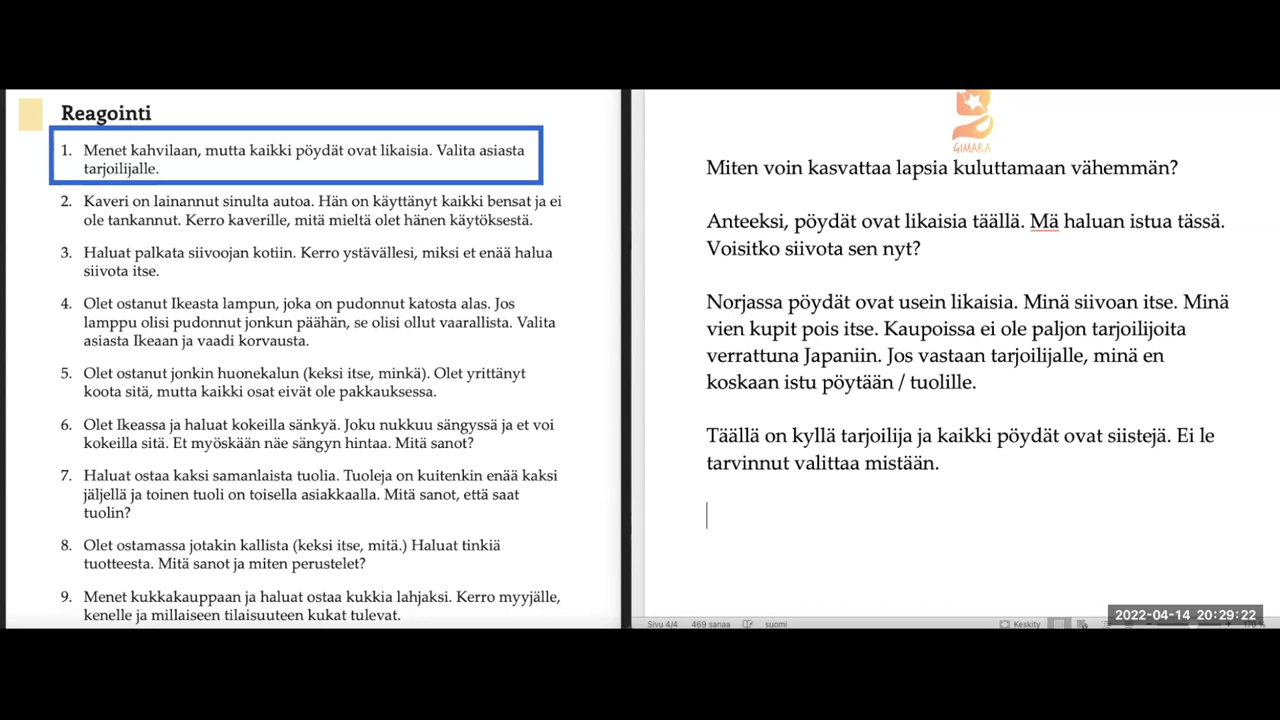 Reagointi
1. Menet kahvilaan, mutta kaikki pöydät ovat likaisia. Valita asiasta
tarjoilijalle.
2. Kaveri on lainannut sinulta autoa. Hän on käyttänyt kaikki bensat ja ei
ole tankannut. Kerro kaverille, mitä mieltä olet hänen käytöksestä.
3. Haluat palkata siivoojan kotiin. Kerro ystävällesi, miksi et enää halua
siivota itse.
4. Olet ostanut Ikeasta lampun, joka on pudonnut katosta alas. Jos
lamppu olisi pudonnut jonkun päähän, se olisi ollut vaarallista. Valita
asiasta Ikeaan ja vaadi korvausta.
5. Olet ostanut jonkin huonekalun (keksi itse, minkä). Olet yrittänyt
koota sitä, mutta kaikki osat eivät ole pakkauksessa.
6. Olet Ikeassa ja haluat kokeilla sänkyä. Joku nukkuu sängyssä ja et voi
kokeilla sitä. Et myöskään näe sängyn hintaa. Mitä sanot?
7. Haluat ostaa kaksi samanlaista tuolia. Tuoleja on kuitenkin enää kaksi
jäljellä ja toinen tuoli on toisella asiakkaalla. Mitä sanot, että saat
tuolin?
8. Olet ostamassa jotakin kallista (keksi itse, mitä.) Haluat tinkiä
tuotteesta. Mitä sanot ja miten perustelet?
9. Menet kukkakauppaan ja haluat ostaa kukkia lahjaksi. Kerro myyjälle,
kenelle ja millaiseen tilaisuuteen kukat tulevat.
GIMARA
Miten voin kasvattaa lapsia kuluttamaan vähemmän?
Anteeksi, pöydät ovat likaisia täällä. Mä haluan istua tässä.
Voisitko siivota sen nyt?
Norjassa pöydät ovat usein likaisia. Minä siivoan itse. Minä
vien kupit pois itse. Kaupoissa ei ole paljon tarjoilijoita
verrattuna Japaniin. Jos vastaan tarjoilijalle, minä en
koskaan istu pöytään / tuolille.
Täällä on kyllä tarjoilija ja kaikki pöydät ovat siistejä. Ei le
tarvinnut valittaa mistään.
Sivu 4/4 469 sanaa suomi Keskity
2022-04-14 20:29:22